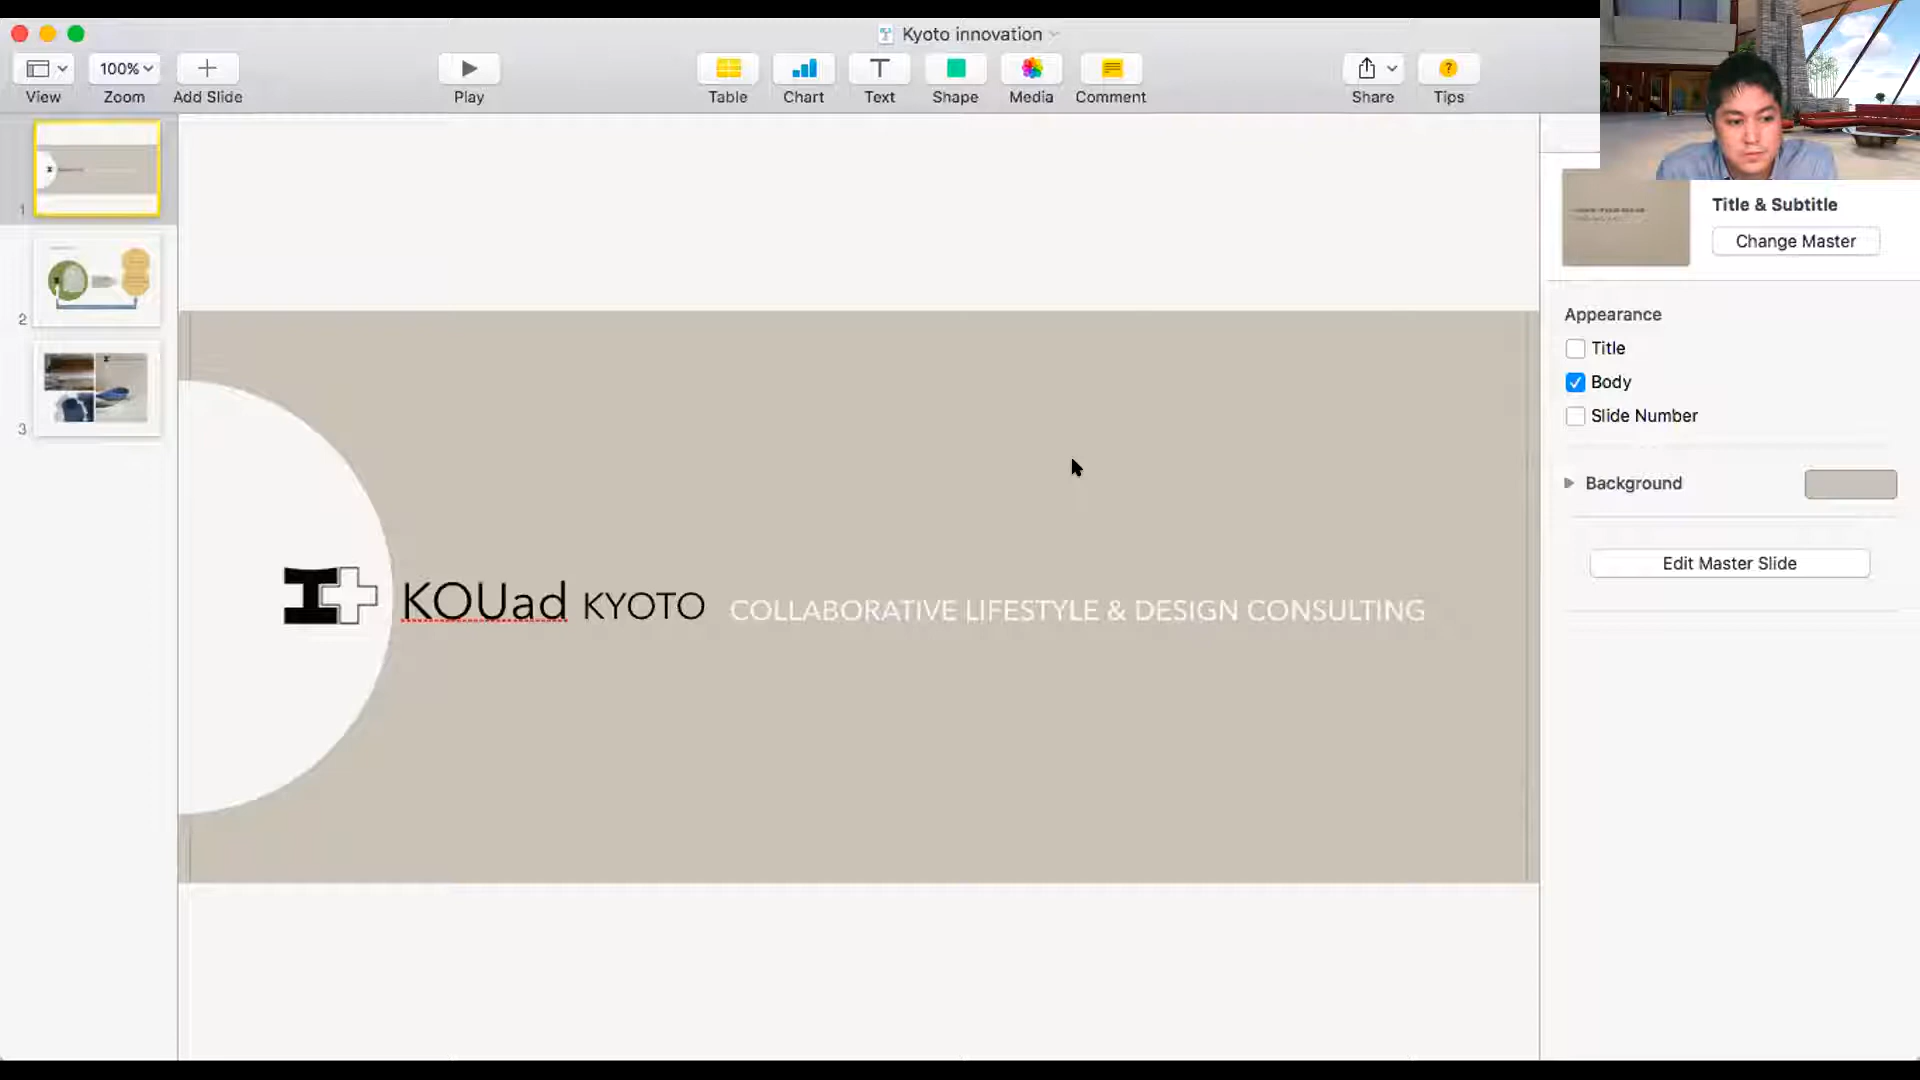 Kyoto innovation
100%
View
Zoom
Add Slide
Play
Table
Chart
Text
Shape
Media
Comment
Share
Tips
1
2
3
KOUad KYOTO COLLABORATIVE LIFESTYLE & DESIGN CONSULTING
Title & Subtitle
Change Master
Appearance
Title
Body
Slide Number
Background
Edit Master Slide